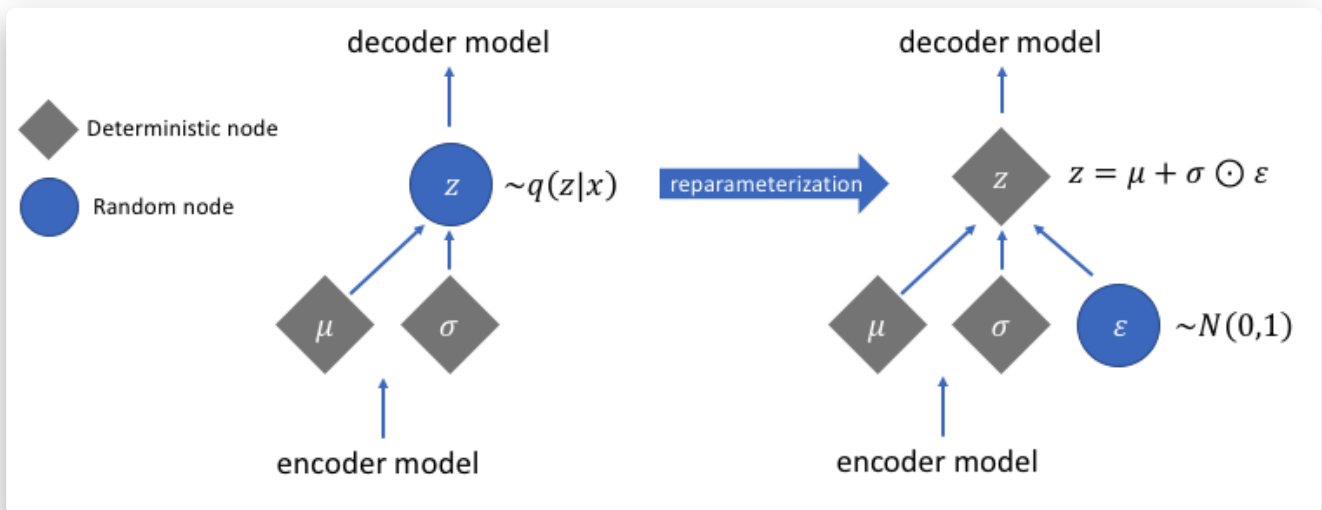 decoder model
decoder model
Deterministic node
Random node
z
~q(z|x)
reparameterization
z
z = μ + σ ⊙ ε
μ
σ
μ
σ
ε
~N(0,1)
encoder model
encoder model